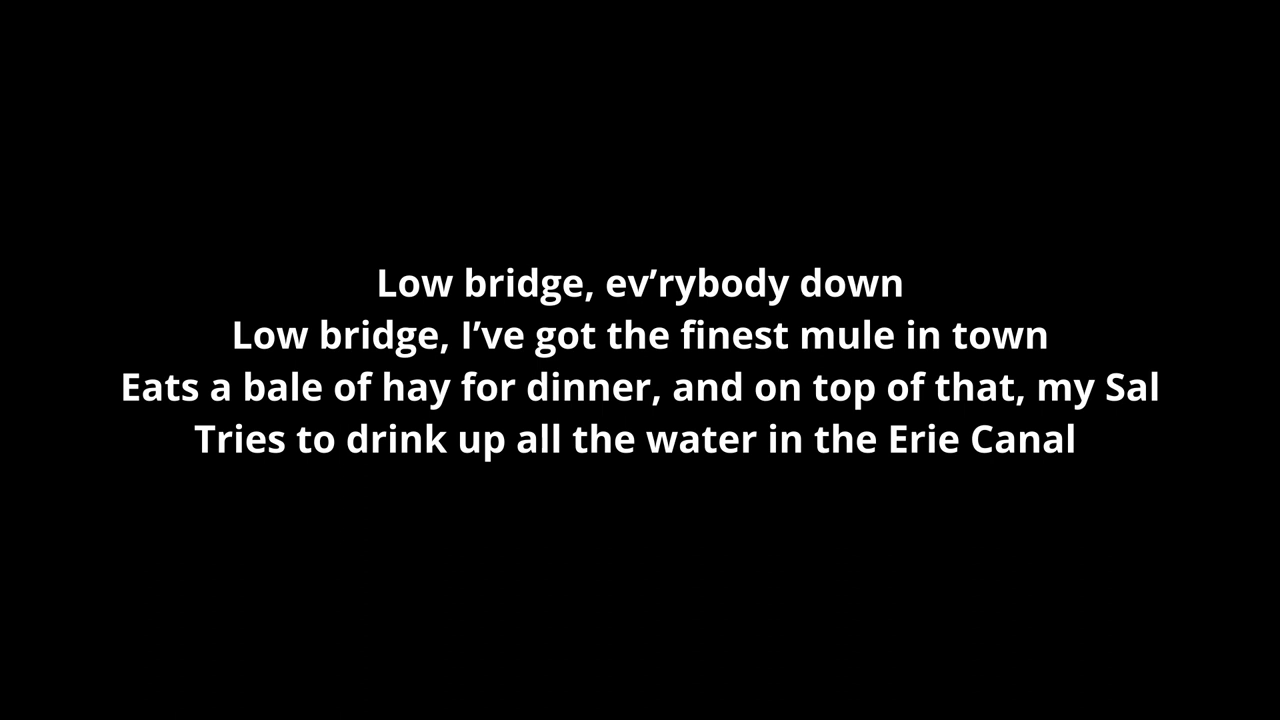 Low bridge, ev’rybody down
Low bridge, I’ve got the finest mule in town
Eats a bale of hay for dinner, and on top of that, my Sal
Tries to drink up all the water in the Erie Canal